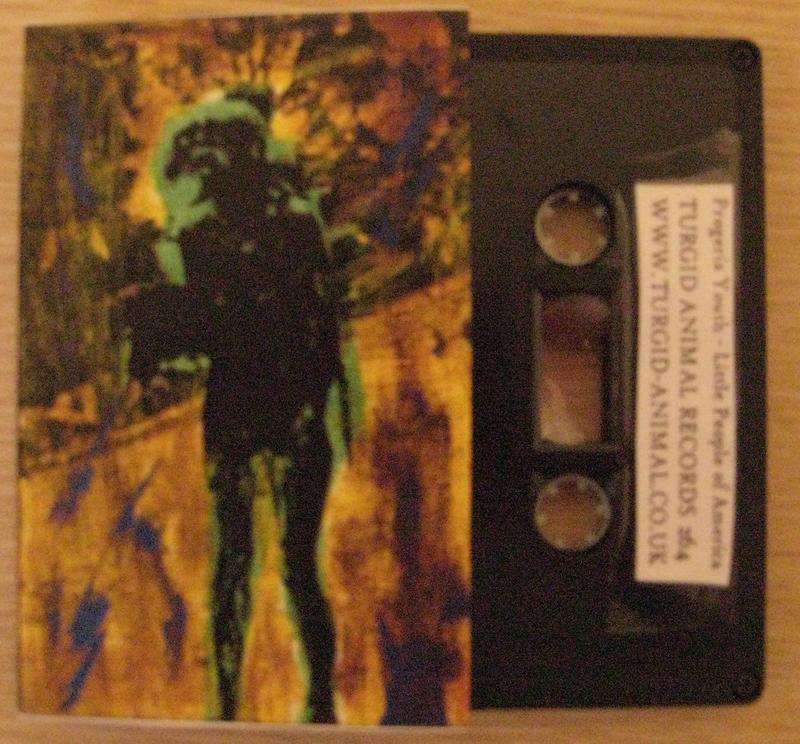 Progeria Youth - Little People of America
TURGID ANIMAL RECORDS 264
WWW.TURGID-ANIMAL.CO.UK